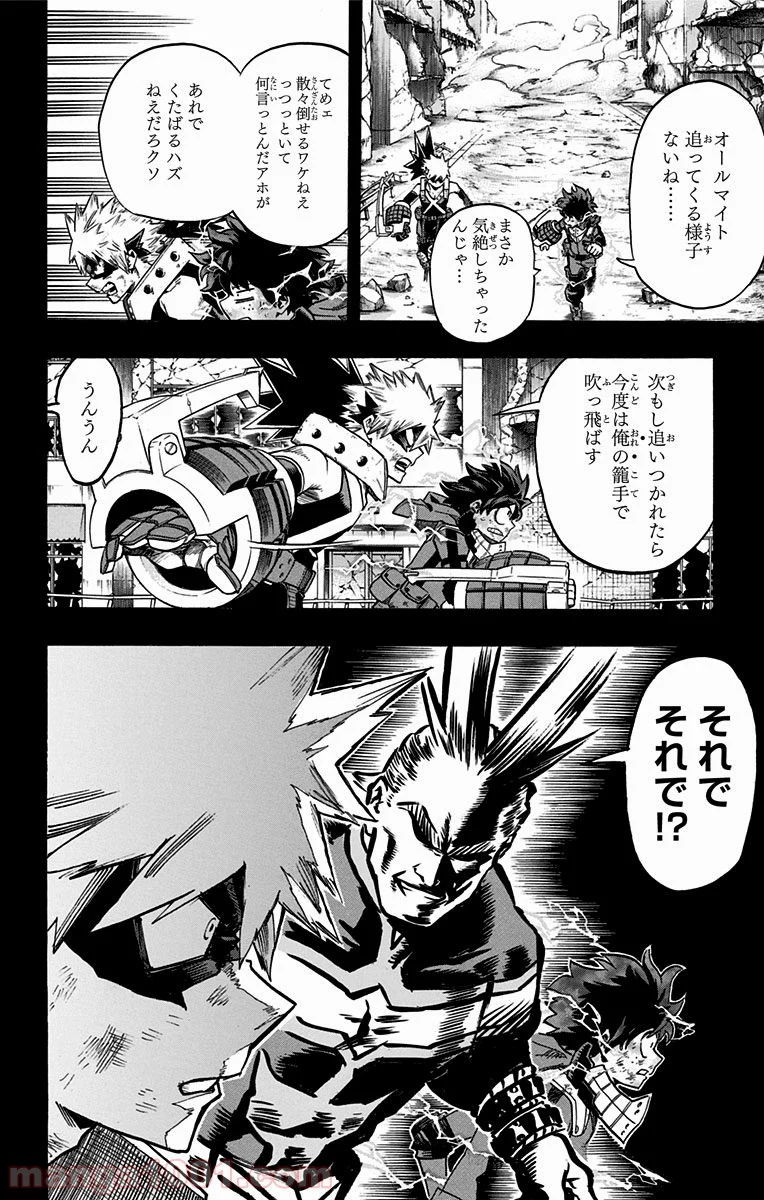 オールマイト
追ってくる様子
ないね……
まさか
気絶しちゃった
んじゃ…
てめェ
散々倒せるワケねえ
っつっといて
何言っとんだアホが
あれで
くたばるハズ
ねえだろクソ
次もし追いつかれたら
今度は俺の籠手で
吹っ飛ばす
うんうん
それで
それで!?